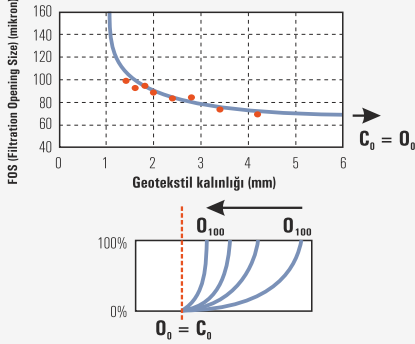 FOS (Filtration Opening Size) (mikron)
160
140
120
100
80
60
40
0 1 2 3 4 5 6
Geotekstil kalınlığı (mm)
C₀ = O₀
O₁₀₀ O₁₀₀
100%
0%
O₀ = C₀